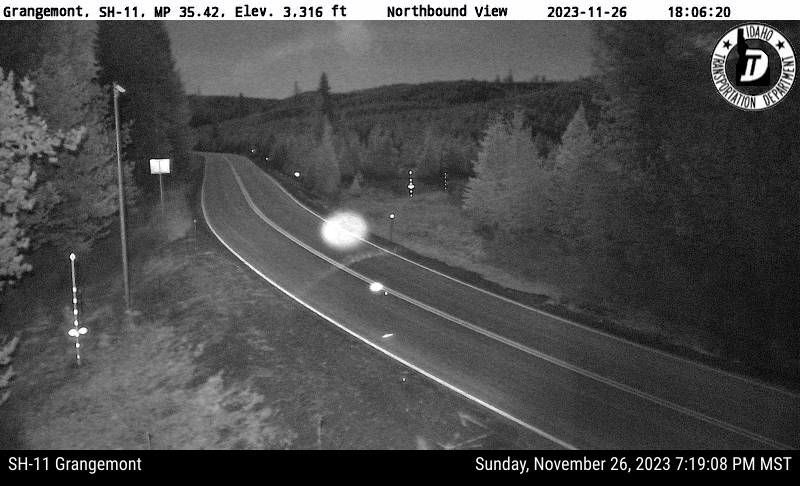 Grangemont, SH-11, MP 35.42, Elev. 3,316 ft Northbound View 2023-11-26 18:06:20
IDAHO
TRANSPORTATION DEPARTMENT
SH-11 Grangemont Sunday, November 26, 2023 7:19:08 PM MST